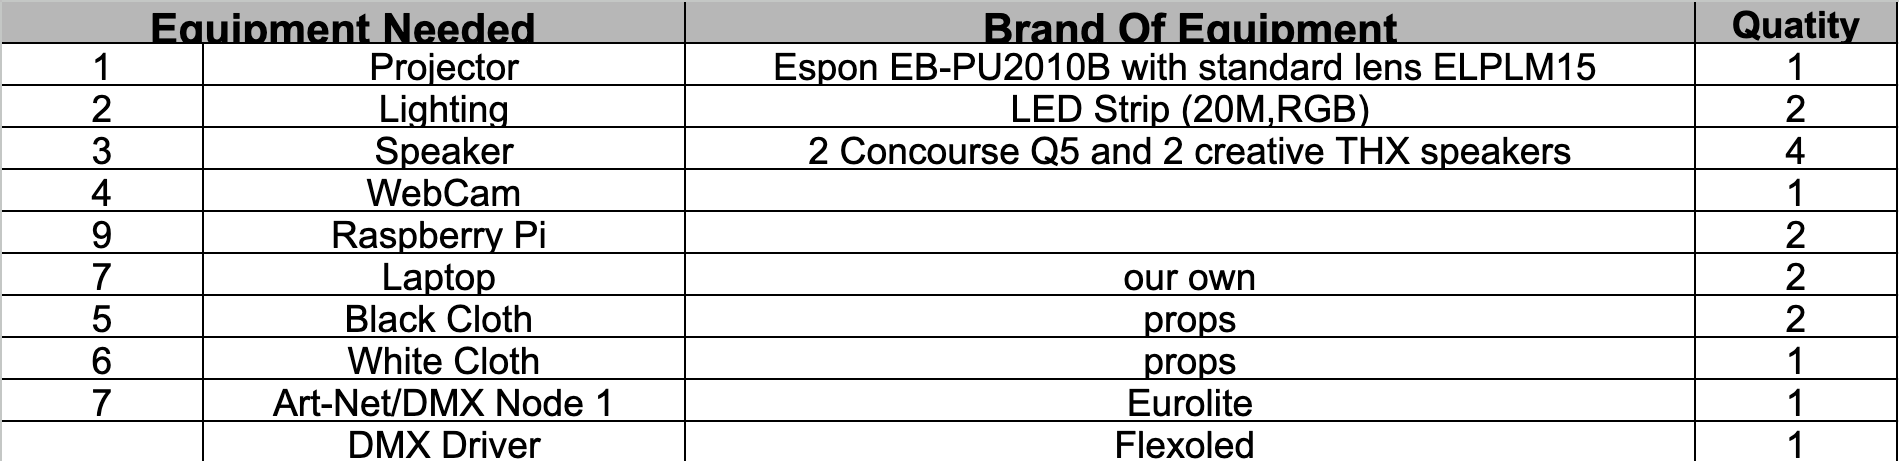 Equipment Needed Brand Of Equipment Quatity
1 Projector Espon EB-PU2010B with standard lens ELPLM15 1
2 Lighting LED Strip (20M,RGB) 2
3 Speaker 2 Concourse Q5 and 2 creative THX speakers 4
4 WebCam 1
9 Raspberry Pi 2
7 Laptop our own 2
5 Black Cloth props 2
6 White Cloth props 1
7 Art-Net/DMX Node 1 Eurolite 1
DMX Driver Flexoled 1